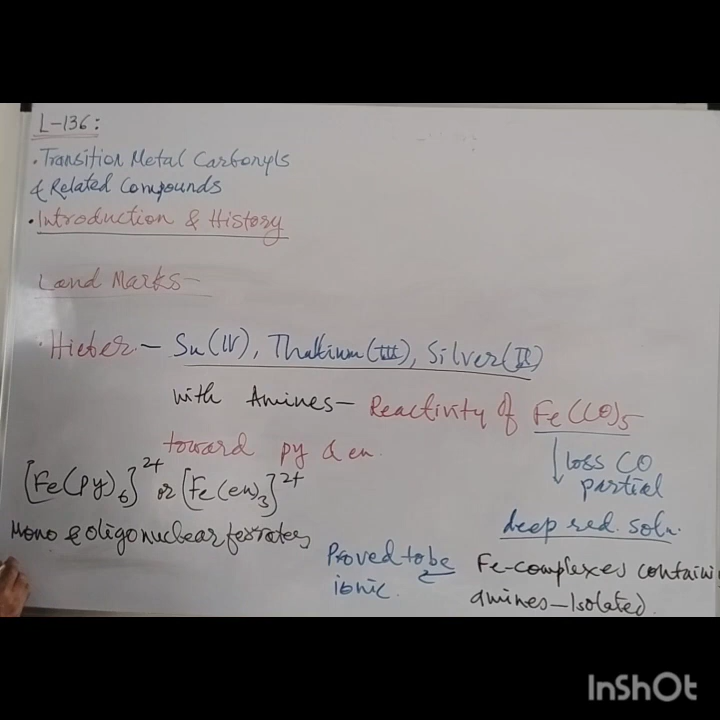 L-136:
• Transition Metal Carbonyls
& Related Compounds
• Introduction & History
Land Marks -
• Hieber - Sn(IV), Thallium(III), Silver(II)
with Amines - Reactivity of Fe(CO)5
toward py & en.
loss CO
partial
deep red. soln.
[Fe(py)6]2+ or [Fe(en)3]2+
Mono & oligonuclear ferrates
Proved to be
ionic.
Fe-complexes containi
amines - Isolated.
InShOt